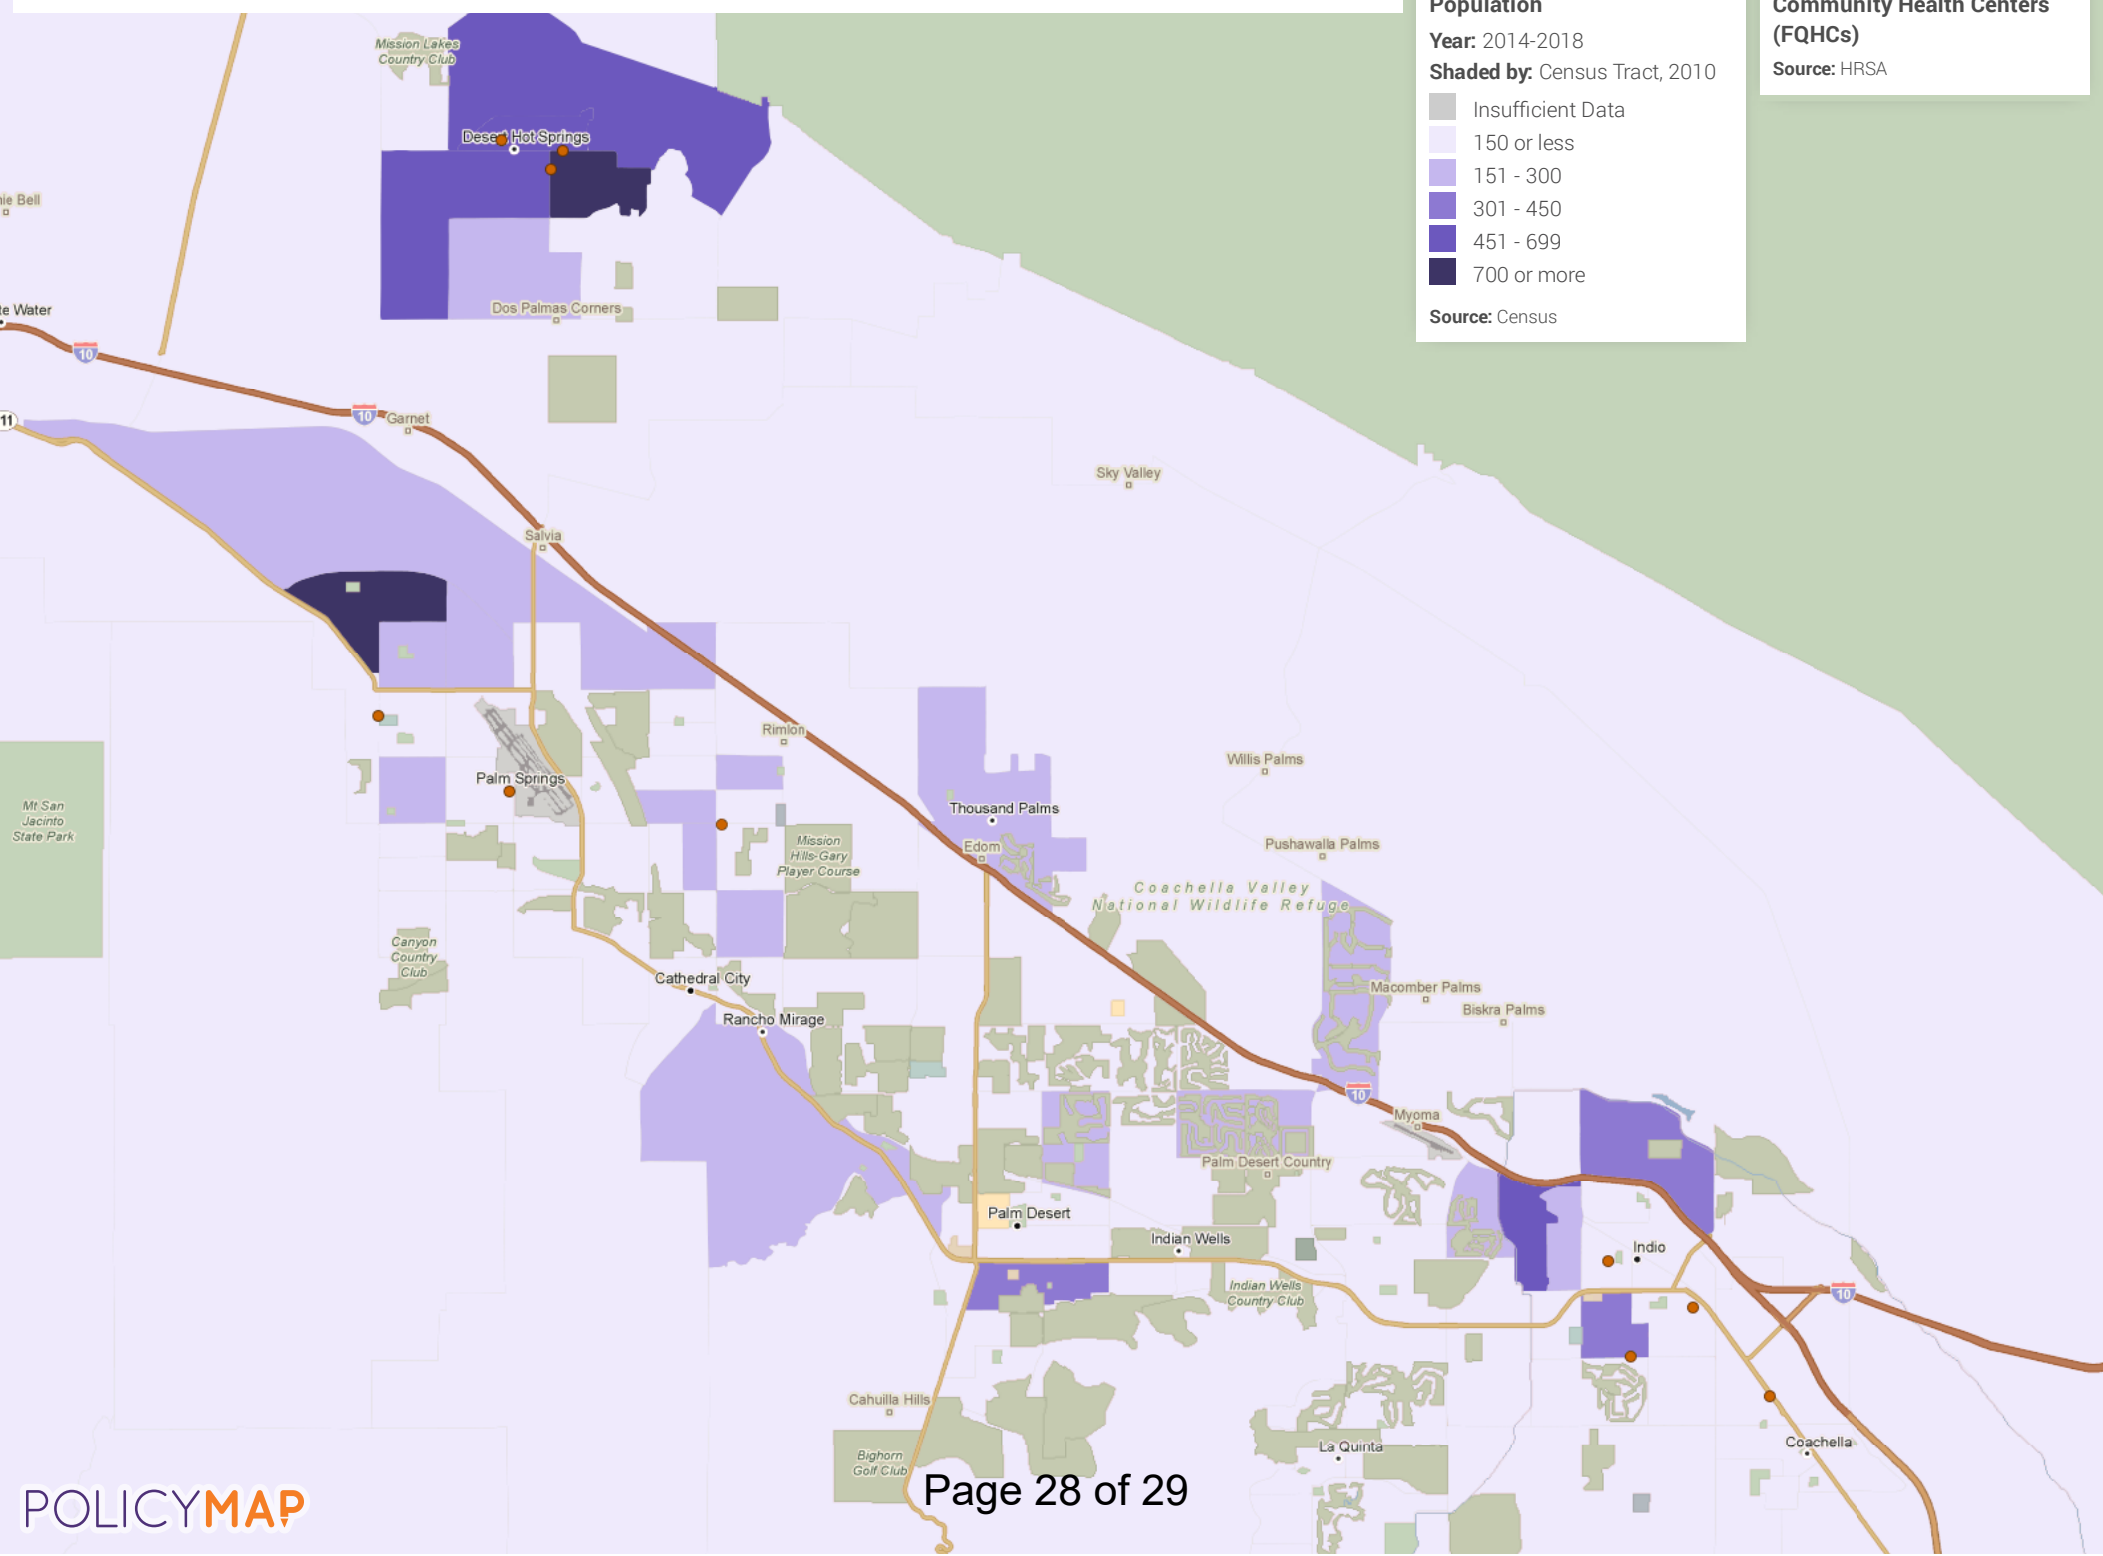 Population
Year: 2014-2018
Shaded by: Census Tract, 2010
Insufficient Data
150 or less
151 - 300
301 - 450
451 - 699
700 or more
Source: Census
Community Health Centers
(FQHCs)
Source: HRSA
Mission Lakes
Country Club
Desert Hot Springs
ie Bell
Dos Palmas Corners
te Water
10
10
Garnet
11
Sky Valley
Salvia
Rimlon
Willis Palms
Palm Springs
Thousand Palms
Mt San
Jacinto
State Park
Mission
Hills-Gary
Player Course
Edom
Pushawalla Palms
Coachella Valley
National Wildlife Refuge
Canyon
Country
Club
Cathedral City
Macomber Palms
Biskra Palms
Rancho Mirage
10
Myoma
Palm Desert Country
Palm Desert
Indian Wells
Indio
Indian Wells
Country Club
10
Cahuilla Hills
La Quinta
Coachella
Bighorn
Golf Club
Page 28 of 29
POLICYMAP